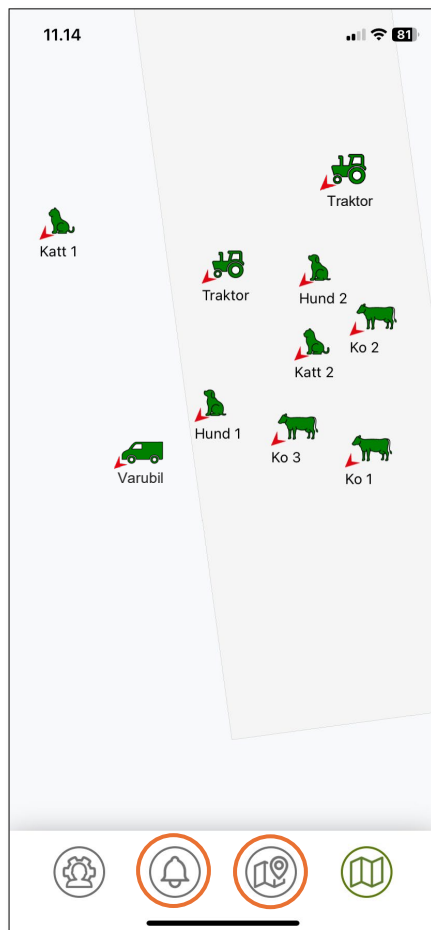 11.14
81
Traktor
Katt 1
Traktor
Hund 2
Ko 2
Katt 2
Hund 1
Ko 3
Varubil
Ko 1